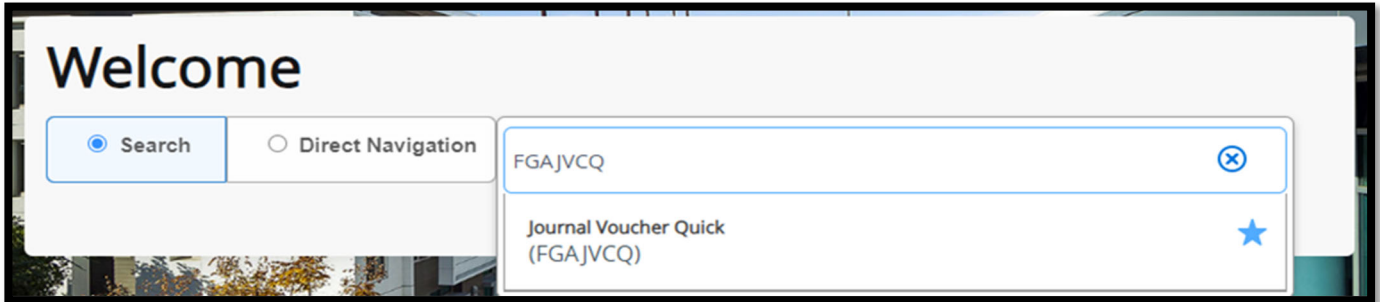 Welcome
Search
Direct Navigation
FGAJVCQ
Journal Voucher Quick
(FGAJVCQ)